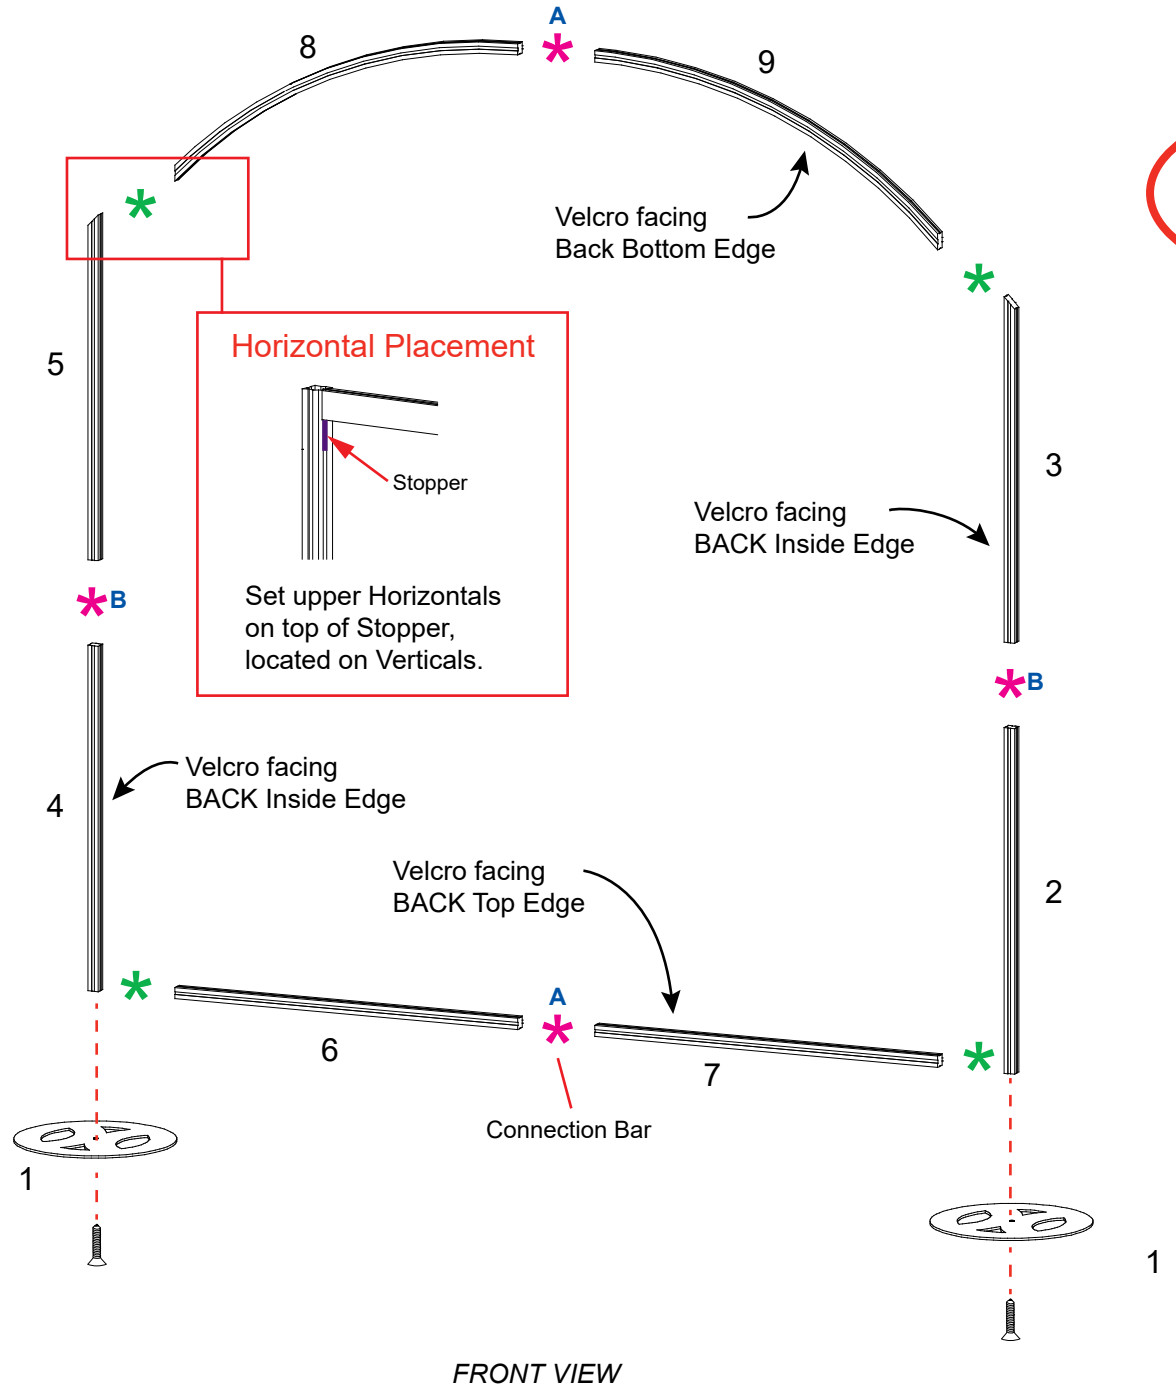 A
8
9
Velcro facing
Back Bottom Edge
5
Horizontal Placement
Stopper
Set upper Horizontals
on top of Stopper,
located on Verticals.
3
Velcro facing
BACK Inside Edge
B
B
Velcro facing
BACK Inside Edge
4
Velcro facing
BACK Top Edge
2
A
6
7
Connection Bar
1
1
FRONT VIEW